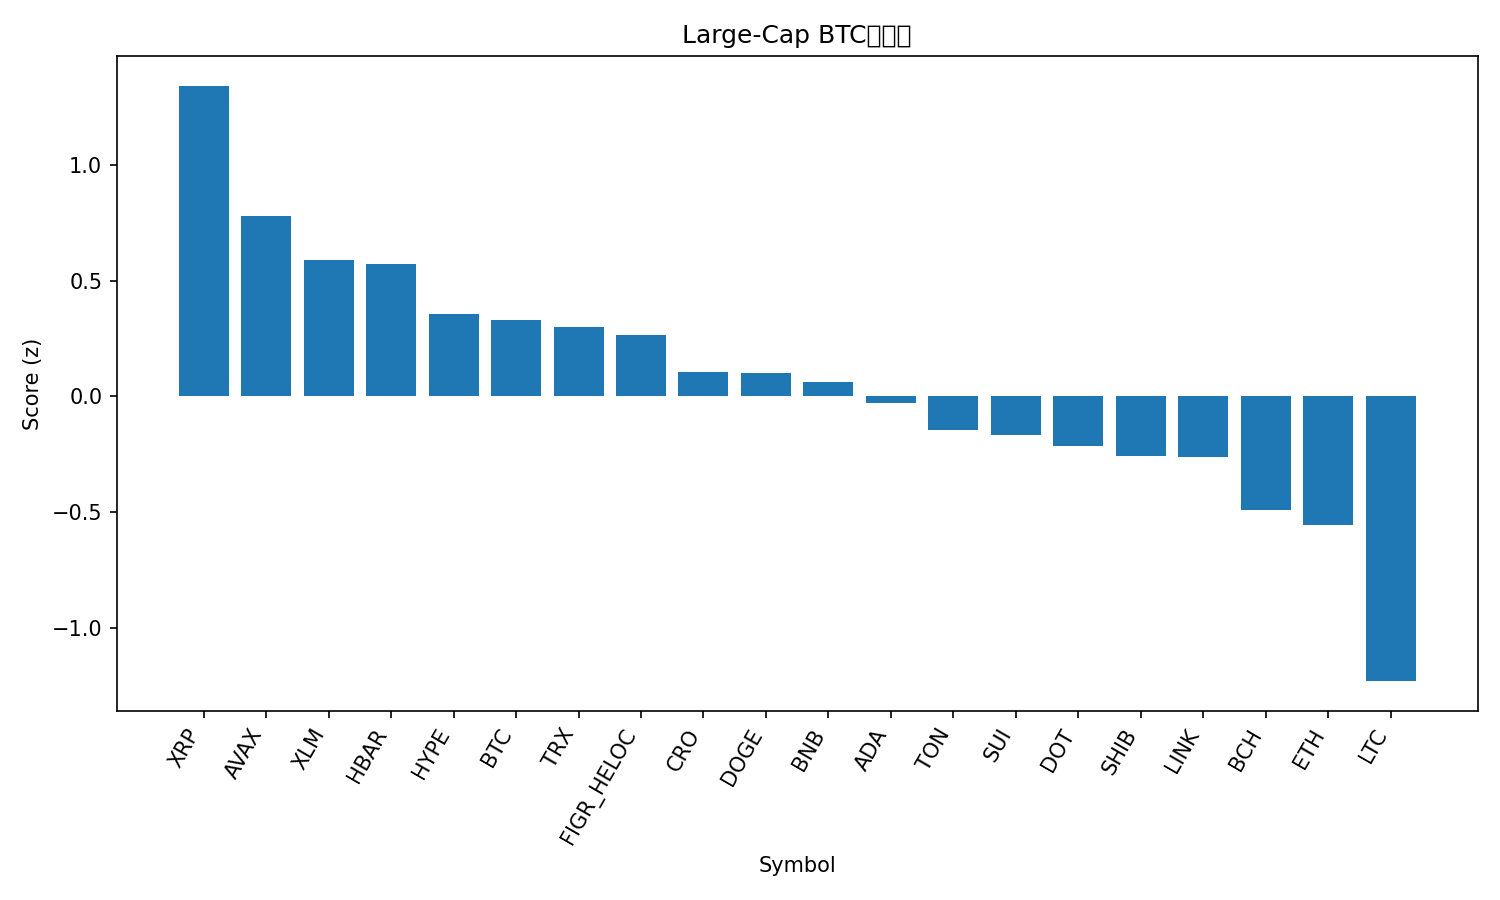 Large-Cap BTC
Score (z)
1.0
0.5
0.0
−0.5
−1.0
XRP
AVAX
XLM
HBAR
HYPE
BTC
TRX
FIGR_HELOC
CRO
DOGE
BNB
ADA
TON
SUI
DOT
SHIB
LINK
BCH
ETH
LTC
Symbol